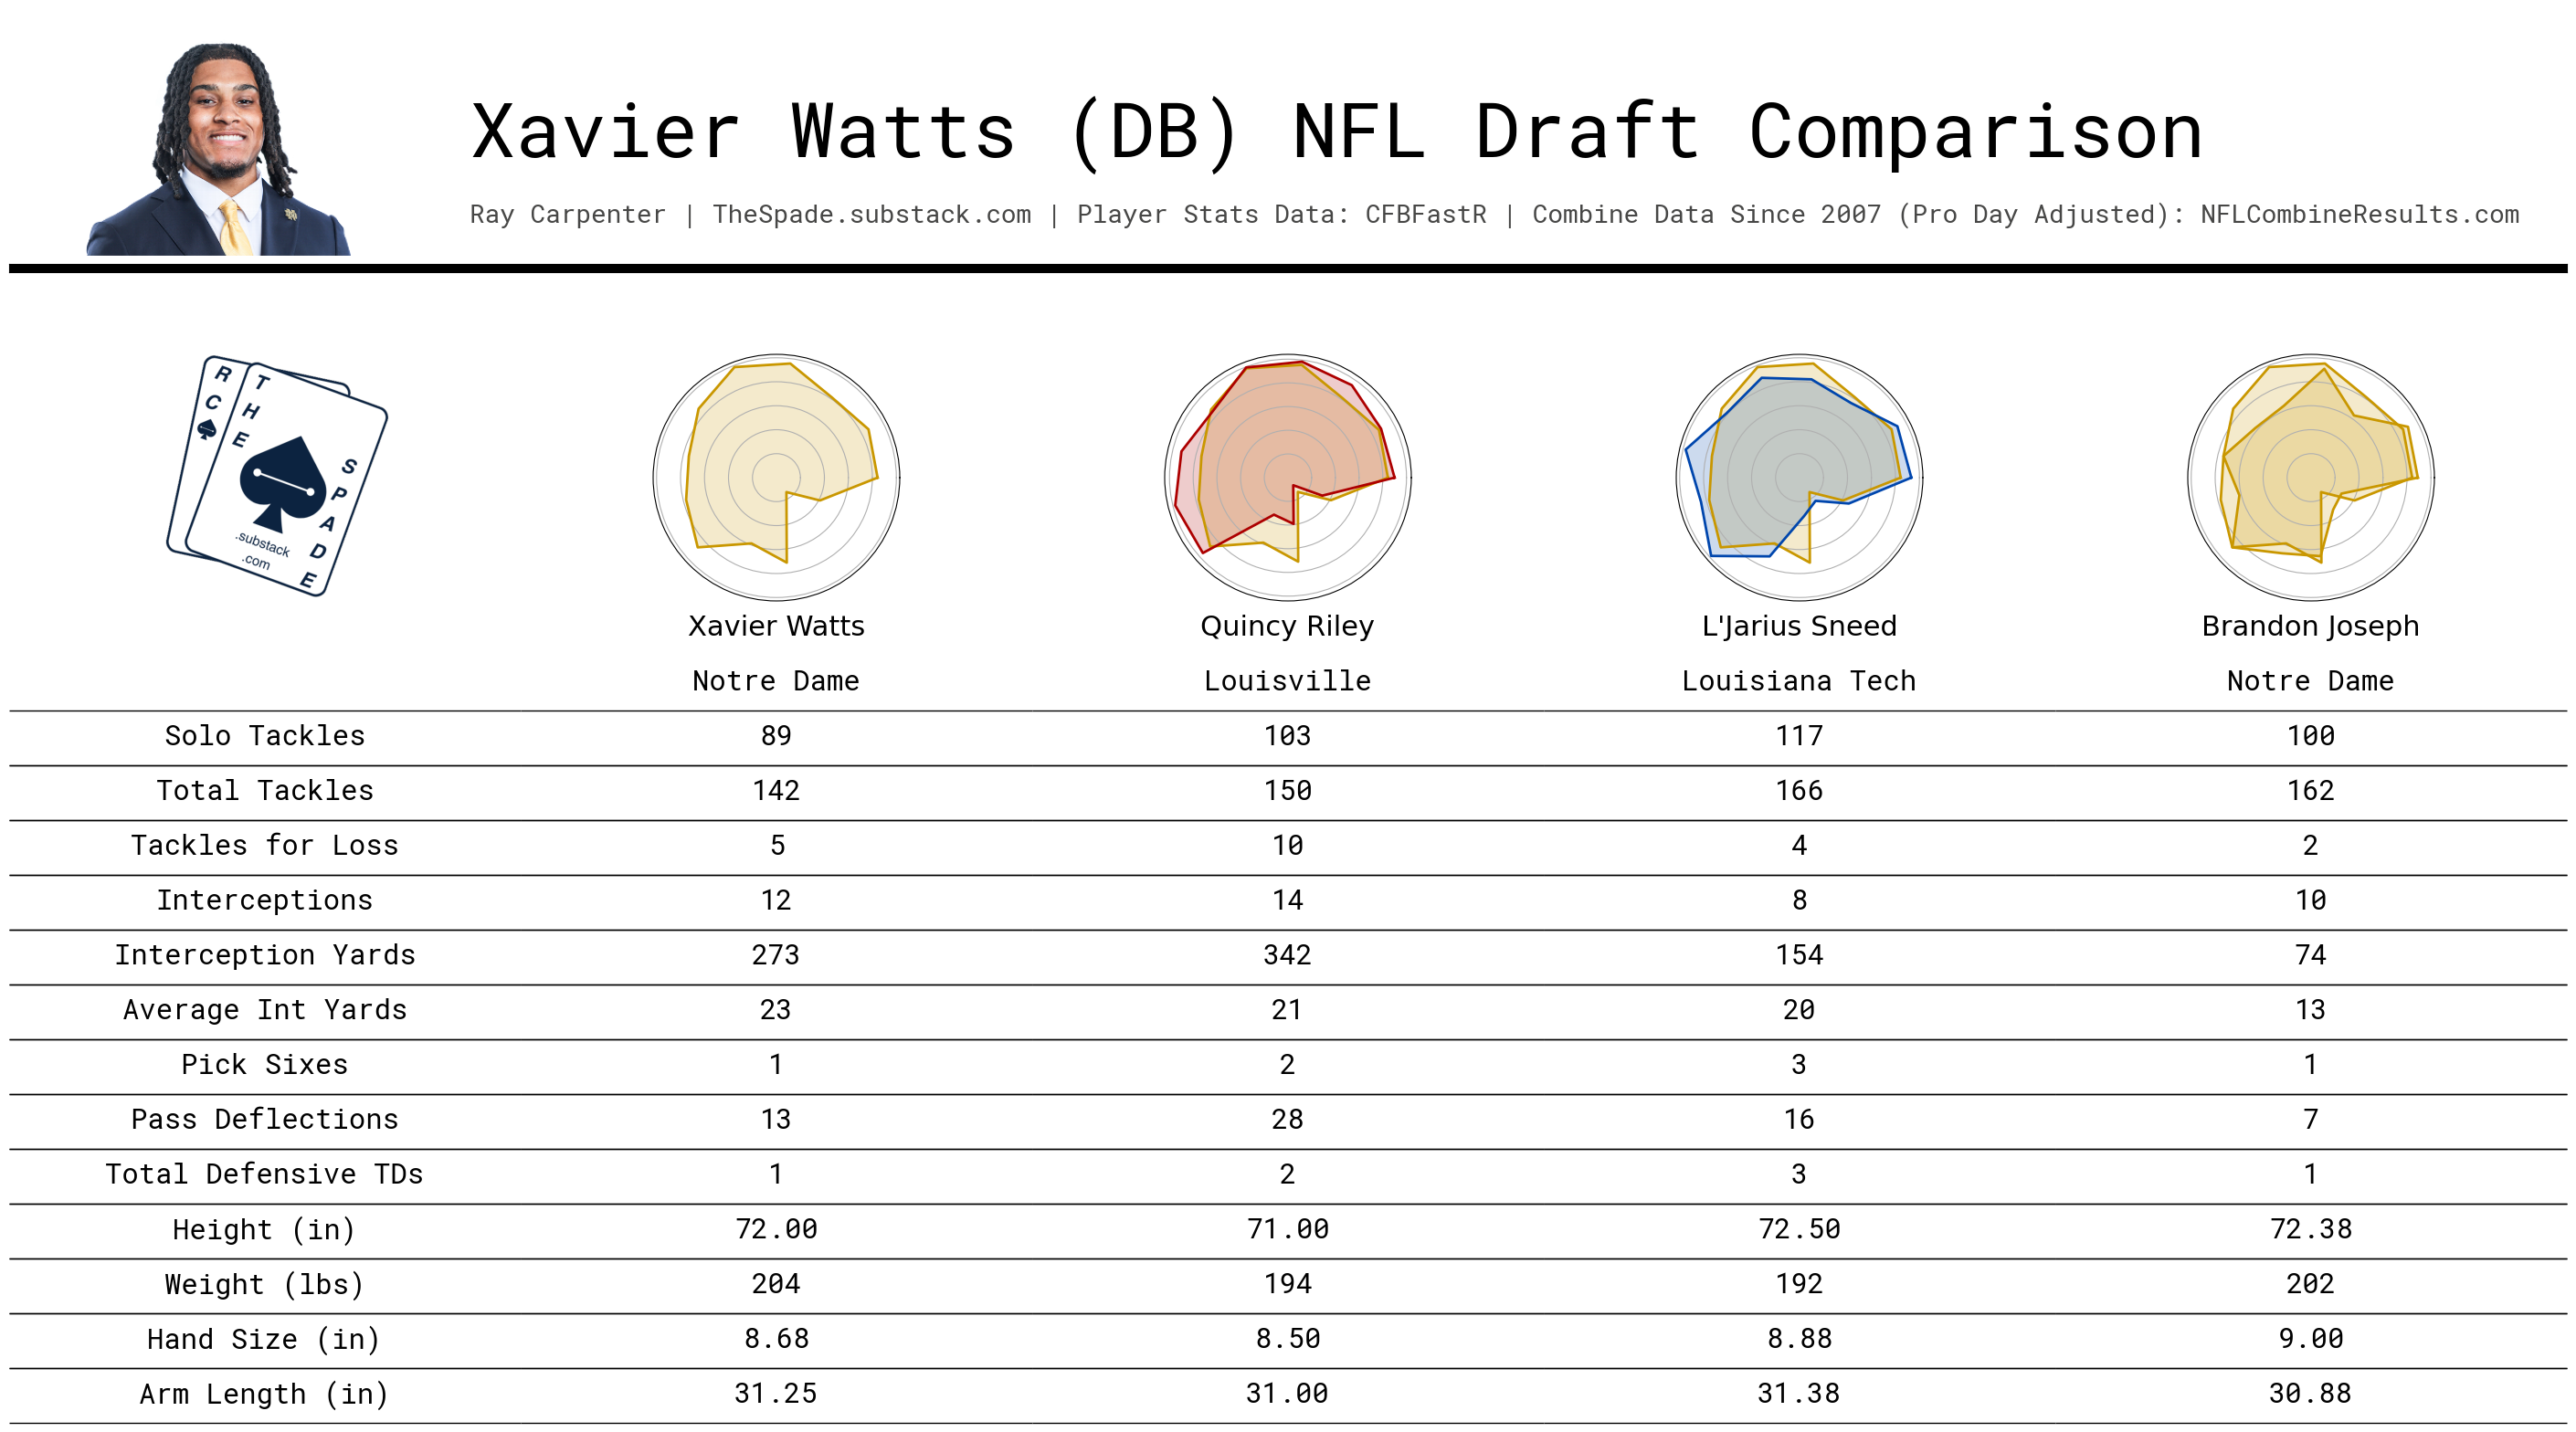 Xavier Watts (DB) NFL Draft Comparison
Ray Carpenter | TheSpade.substack.com | Player Stats Data: CFBFastR | Combine Data Since 2007 (Pro Day Adjusted): NFLCombineResults.com
RC
THE
SPADE
.substack
.com
Xavier Watts Quincy Riley L'Jarius Sneed Brandon Joseph
Notre Dame Louisville Louisiana Tech Notre Dame
Solo Tackles 89 103 117 100
Total Tackles 142 150 166 162
Tackles for Loss 5 10 4 2
Interceptions 12 14 8 10
Interception Yards 273 342 154 74
Average Int Yards 23 21 20 13
Pick Sixes 1 2 3 1
Pass Deflections 13 28 16 7
Total Defensive TDs 1 2 3 1
Height (in) 72.00 71.00 72.50 72.38
Weight (lbs) 204 194 192 202
Hand Size (in) 8.68 8.50 8.88 9.00
Arm Length (in) 31.25 31.00 31.38 30.88